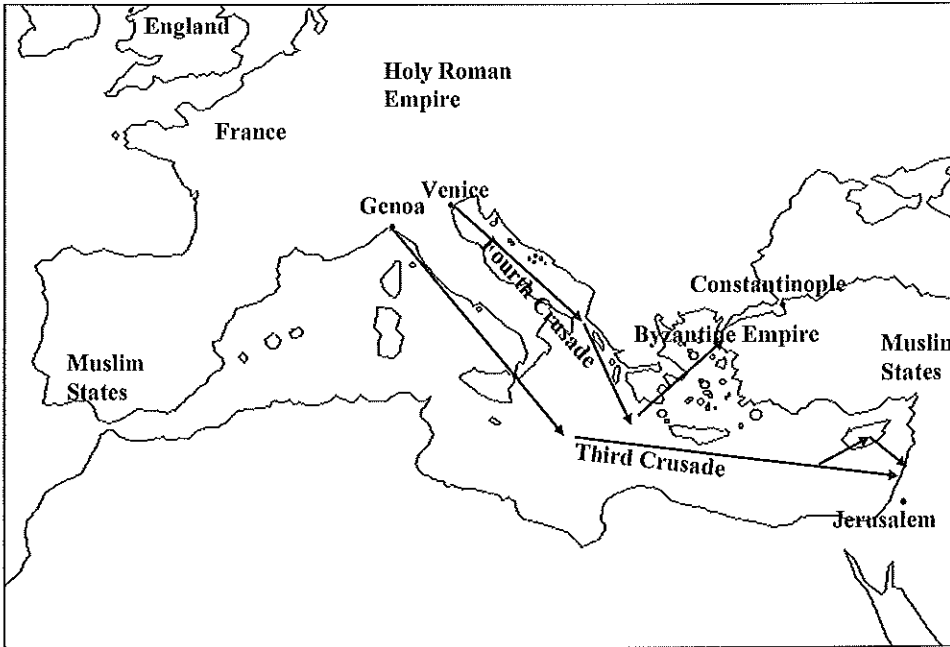 England
Holy Roman
Empire
France
Venice
Genoa
Fourth Crusade
Constantinople
Byzantine Empire
Muslim
States
Muslim
States
Third Crusade
Jerusalem